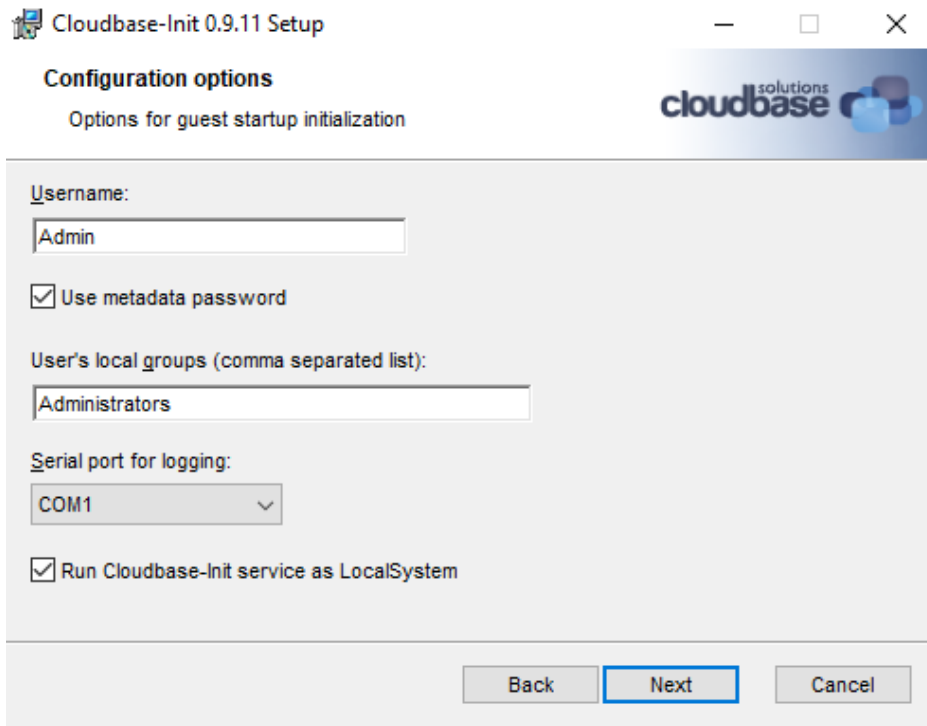 Cloudbase-Init 0.9.11 Setup
Configuration options
Options for guest startup initialization
cloudbase solutions
Username:
Admin
Use metadata password
User's local groups (comma separated list):
Administrators
Serial port for logging:
COM1
Run Cloudbase-Init service as LocalSystem
Back Next Cancel